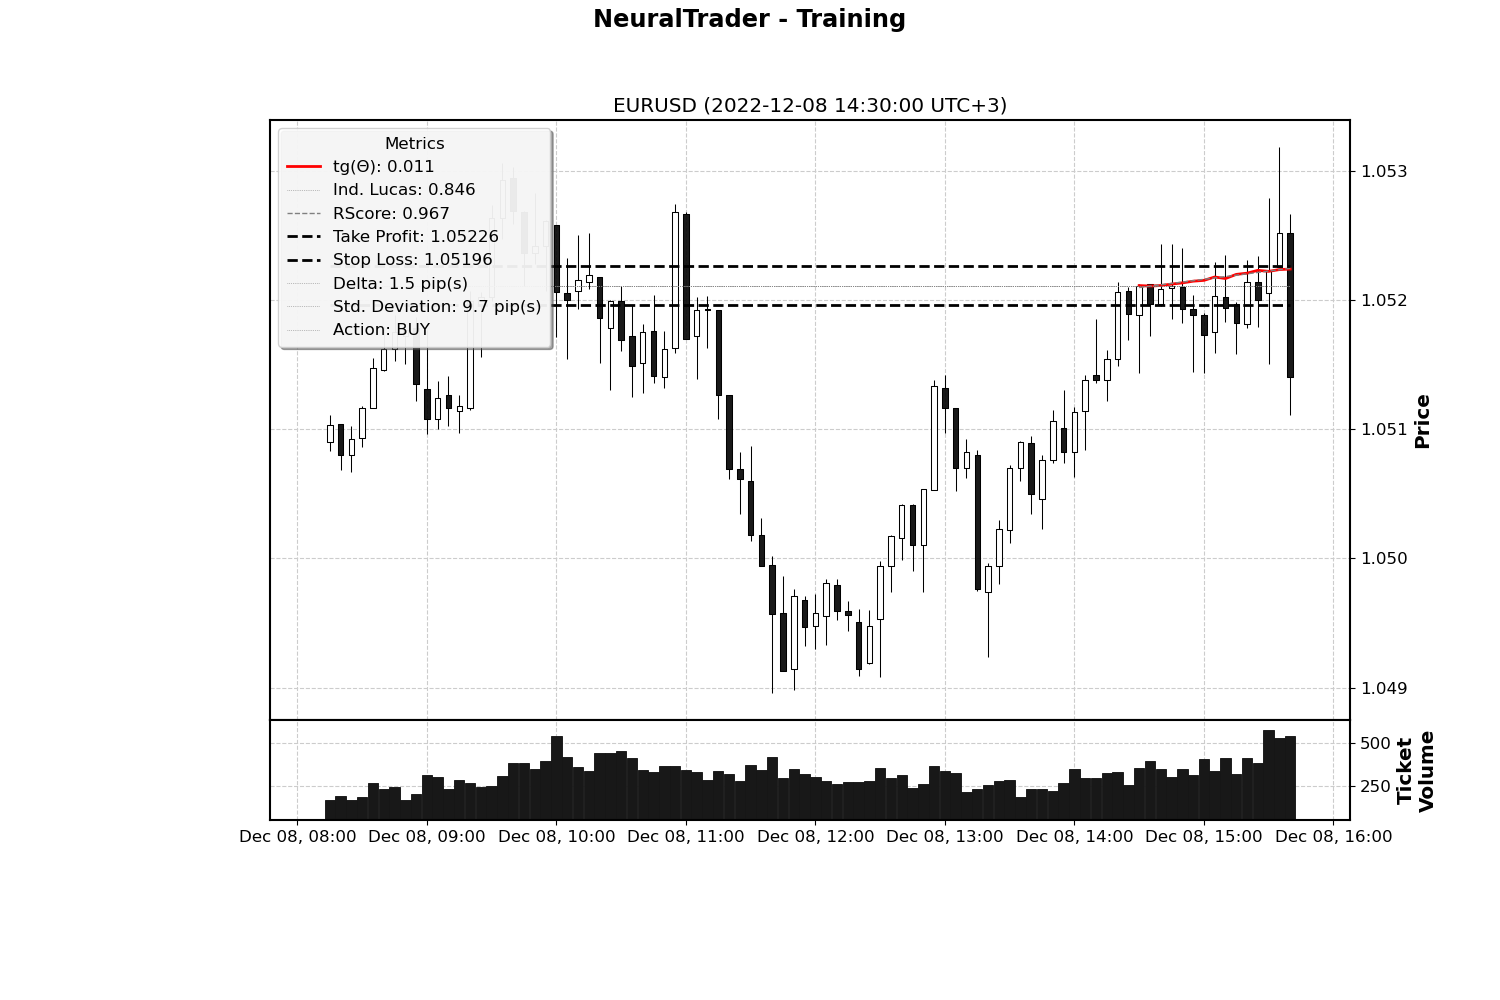 NeuralTrader - Training
EURUSD (2022-12-08 14:30:00 UTC+3)
Metrics
tg(Θ): 0.011
Ind. Lucas: 0.846
RScore: 0.967
Take Profit: 1.05226
Stop Loss: 1.05196
Delta: 1.5 pip(s)
Std. Deviation: 9.7 pip(s)
Action: BUY
1.053
1.052
1.051
1.050
1.049
Price
500
250
Ticket
Volume
Dec 08, 08:00
Dec 08, 09:00
Dec 08, 10:00
Dec 08, 11:00
Dec 08, 12:00
Dec 08, 13:00
Dec 08, 14:00
Dec 08, 15:00
Dec 08, 16:00